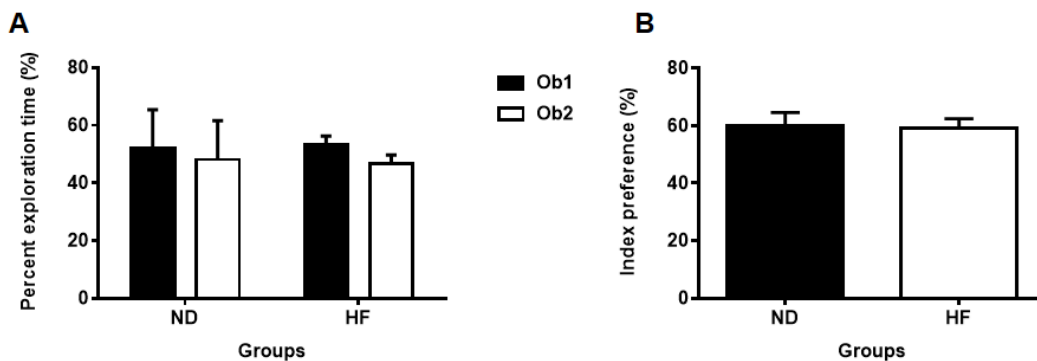 A
Percent exploration time (%)
80
60
40
20
0
ND
HF
Groups
Ob1
Ob2
B
Index preference (%)
80
60
40
20
0
ND
HF
Groups